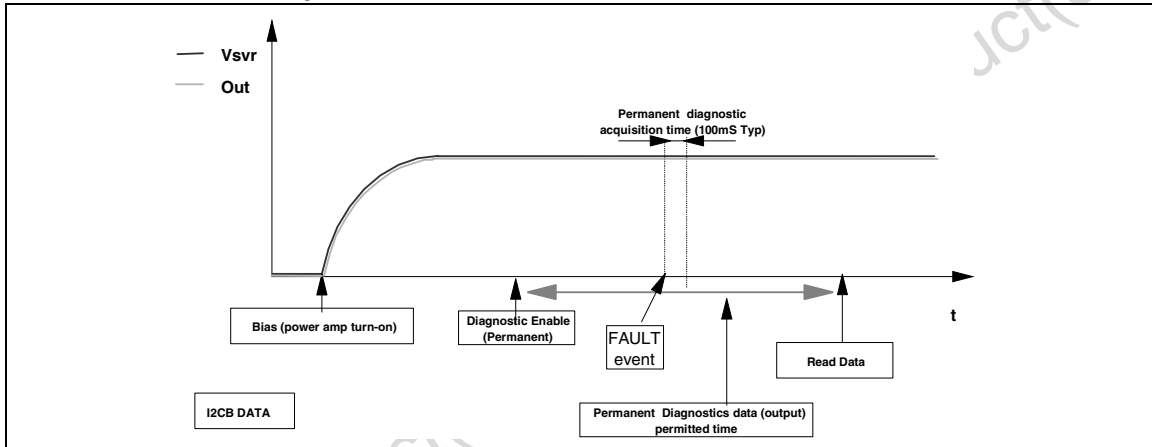 Vsvr
Out
Permanent diagnostic
acquisition time (100mS Typ)
t
Bias (power amp turn-on)
Diagnostic Enable
(Permanent)
FAULT
event
Read Data
I2CB DATA
Permanent Diagnostics data (output)
permitted time